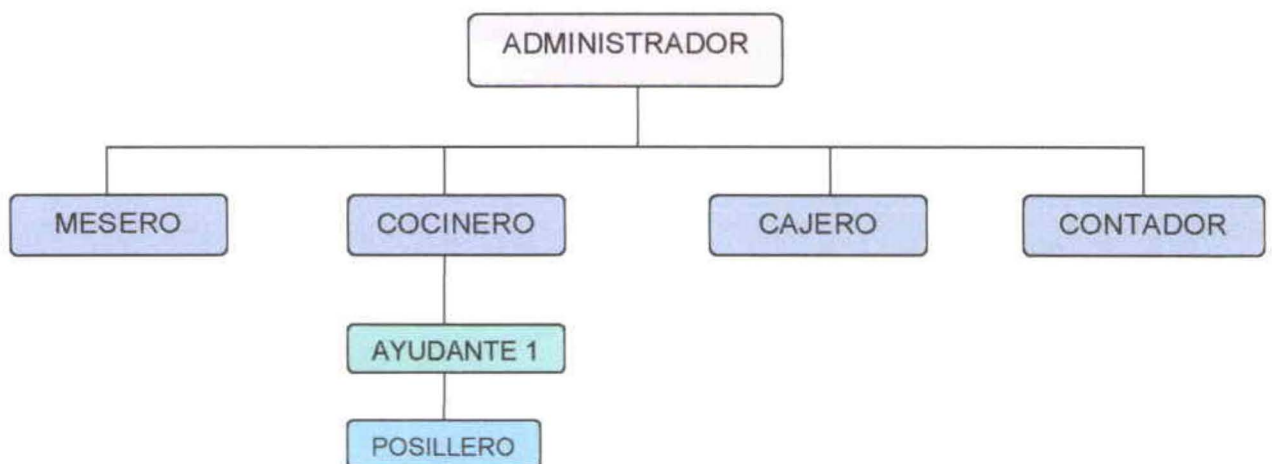 ADMINISTRADOR
MESERO
COCINERO
CAJERO
CONTADOR
AYUDANTE 1
POSILLERO